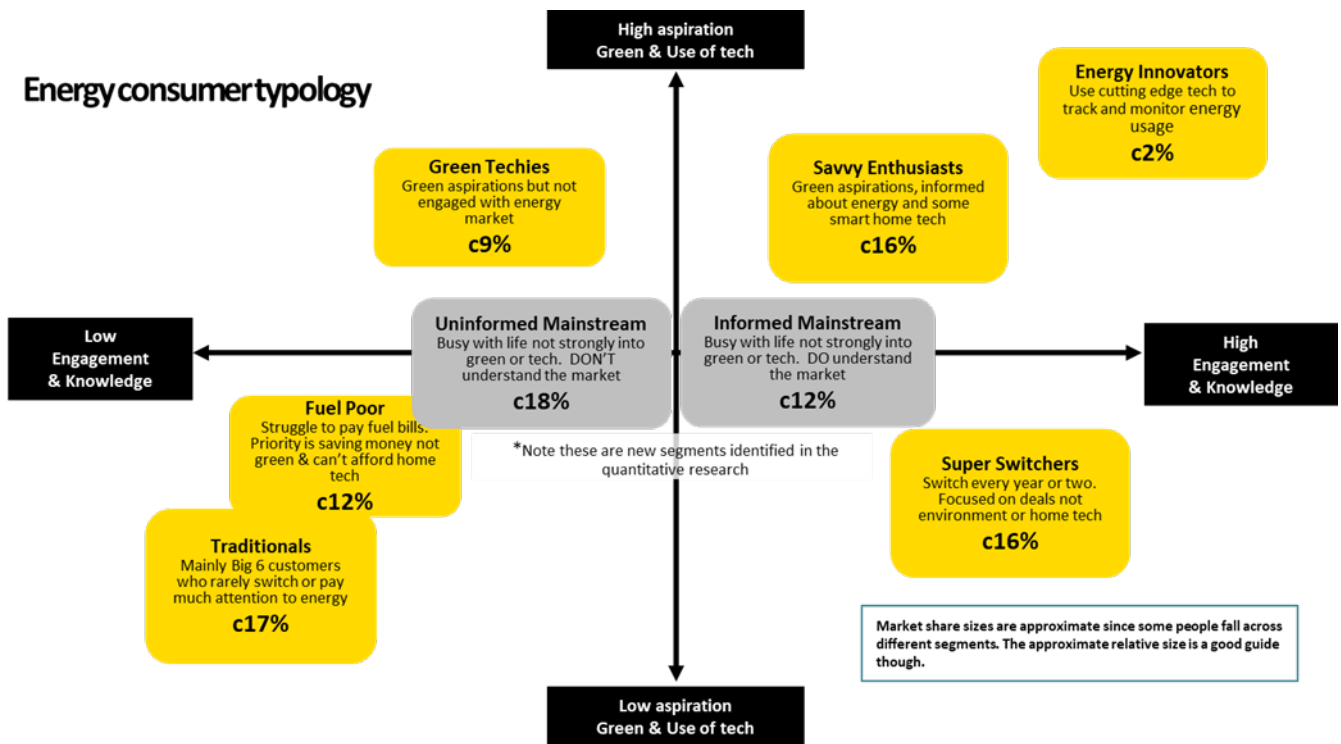 High aspiration
Green & Use of tech
Energy consumer typology
Energy Innovators
Use cutting edge tech to
track and monitor energy
usage
c2%
Green Techies
Green aspirations but not
engaged with energy
market
c9%
Savvy Enthusiasts
Green aspirations, informed
about energy and some
smart home tech
c16%
Low
Engagement
& Knowledge
Uninformed Mainstream
Busy with life not strongly into
green or tech. DON'T
understand the market
c18%
Informed Mainstream
Busy with life not strongly into
green or tech. DO understand
the market
c12%
High
Engagement
& Knowledge
Fuel Poor
Struggle to pay fuel bills.
Priority is saving money not
green & can't afford home
tech
c12%
*Note these are new segments identified in the
quantitative research
Super Switchers
Switch every year or two.
Focused on deals not
environment or home tech
c16%
Traditionals
Mainly Big 6 customers
who rarely switch or pay
much attention to energy
c17%
Market share sizes are approximate since some people fall across
different segments. The approximate relative size is a good guide
though.
Low aspiration
Green & Use of tech